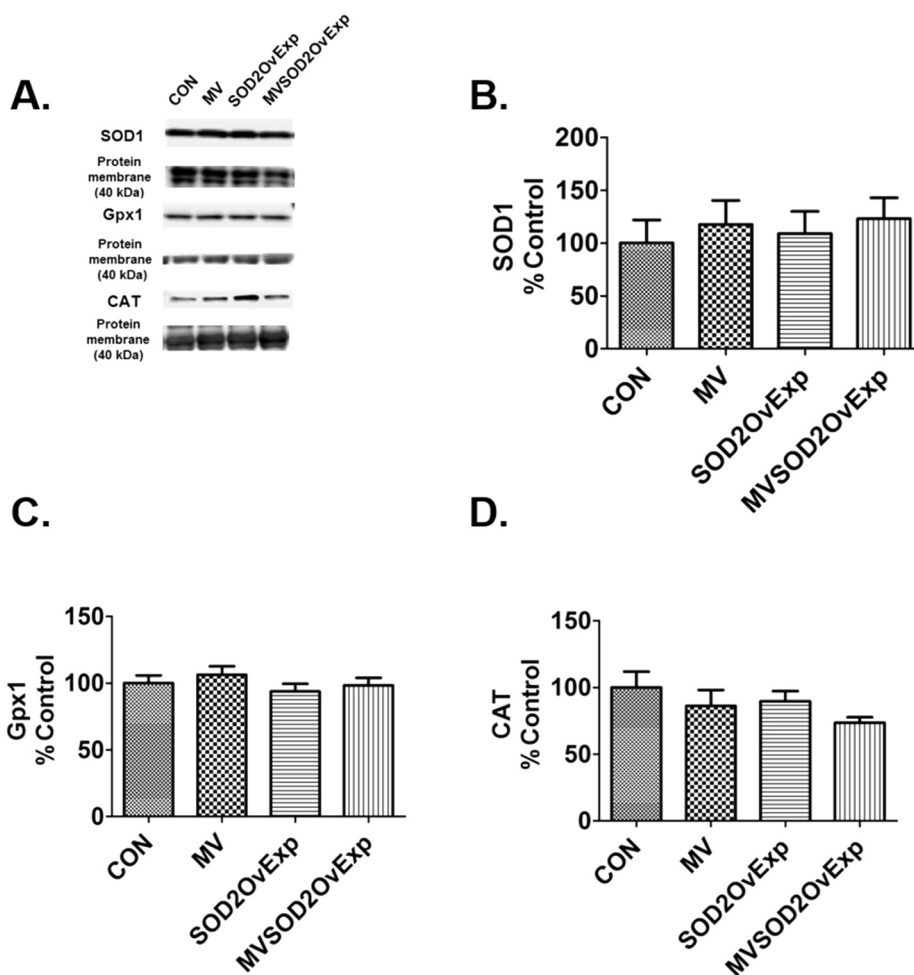 A.
CON
MV
SOD2OvExp
MVSOD2OvExp
SOD1
Protein
membrane
(40 kDa)
Gpx1
Protein
membrane
(40 kDa)
CAT
Protein
membrane
(40 kDa)
B.
SOD1
% Control
200
150
100
50
0
CON
MV
SOD2OvExp
MVSOD2OvExp
C.
Gpx1
% Control
150
100
50
0
CON
MV
SOD2OvExp
MVSOD2OvExp
D.
CAT
% Control
150
100
50
0
CON
MV
SOD2OvExp
MVSOD2OvExp